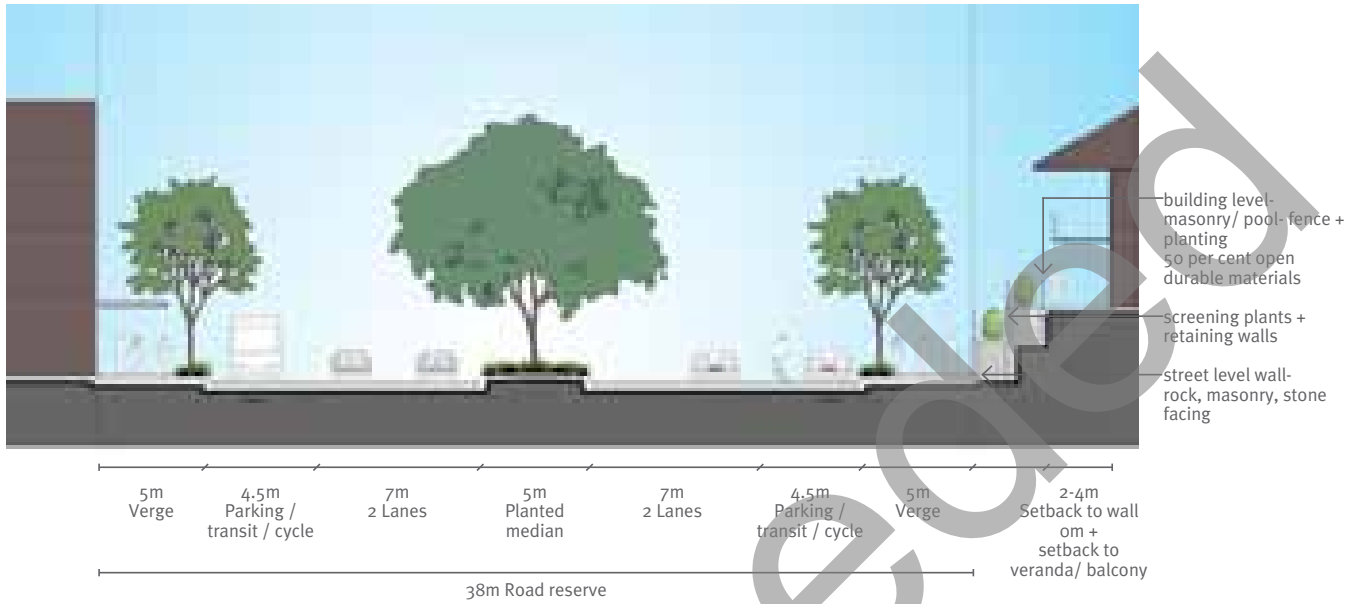 building level-
masonry/ pool- fence +
planting
50 per cent open
durable materials
screening plants +
retaining walls
street level wall-
rock, masonry, stone
facing
5m
Verge
4.5m
Parking /
transit / cycle
7m
2 Lanes
5m
Planted
median
7m
2 Lanes
4.5m
Parking /
transit / cycle
5m
Verge
2-4m
Setback to wall
om +
setback to
veranda/ balcony
38m Road reserve
eded